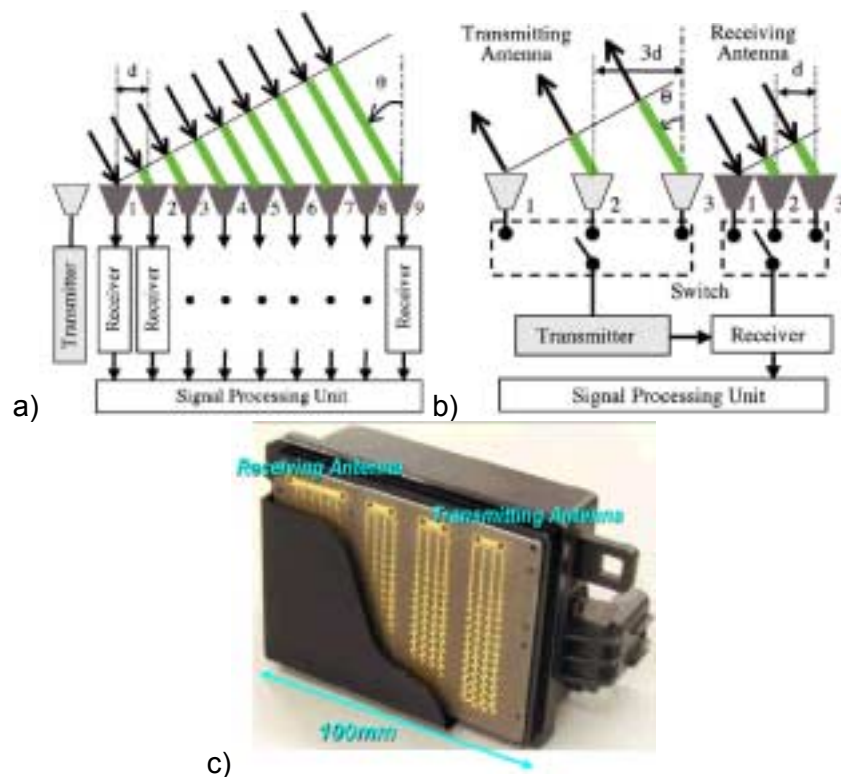 d
θ
1 2 3 4 5 6 7 8 9
Transmitter
Receiver
Receiver
Receiver
Signal Processing Unit
a)
Transmitting
Antenna
3d
Receiving
Antenna
d
θ
1 2 3 1 2 3
Switch
Transmitter
Receiver
Signal Processing Unit
b)
Receiving Antenna
Transmitting Antenna
100mm
c)